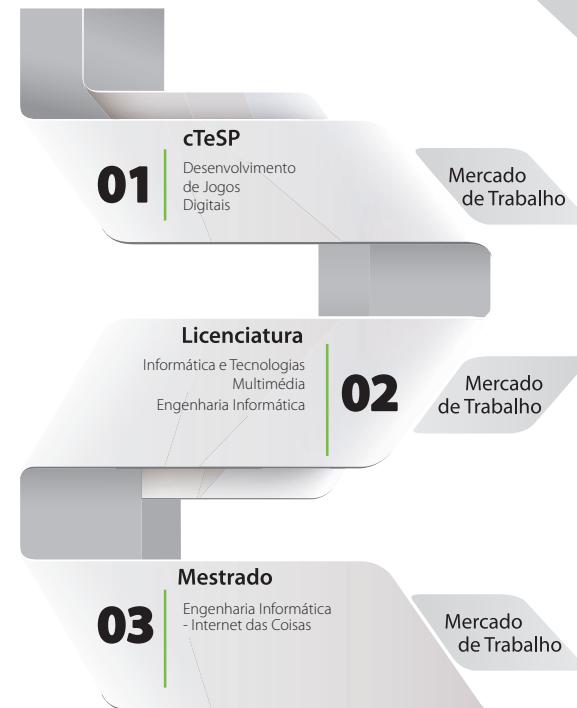 cTeSP
01
Desenvolvimento
de Jogos
Digitais
Mercado
de Trabalho
Licenciatura
Informática e Tecnologias
Multimédia
Engenharia Informática
02
Mercado
de Trabalho
Mestrado
03
Engenharia Informática
- Internet das Coisas
Mercado
de Trabalho